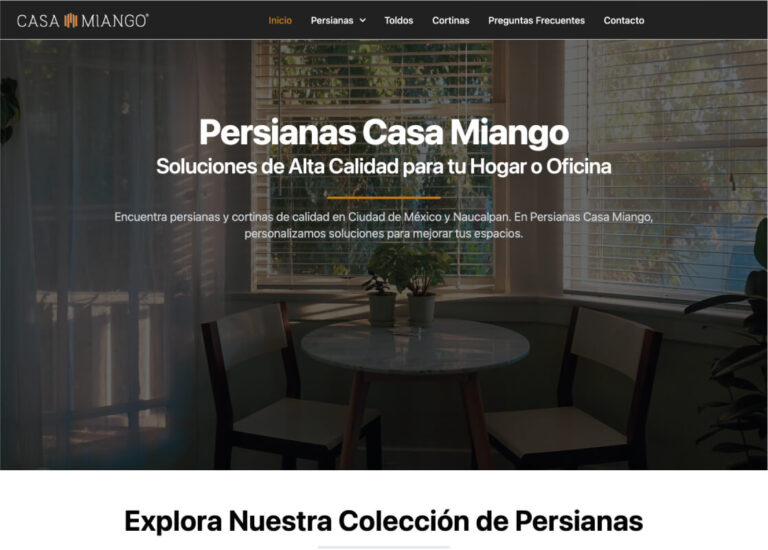 CASA MIANGO®
Inicio Persianas Toldos Cortinas Preguntas Frecuentes Contacto
Persianas Casa Miango
Soluciones de Alta Calidad para tu Hogar o Oficina
Encuentra persianas y cortinas de calidad en Ciudad de México y Naucalpan. En Persianas Casa Miango,
personalizamos soluciones para mejorar tus espacios.
Explora Nuestra Colección de Persianas